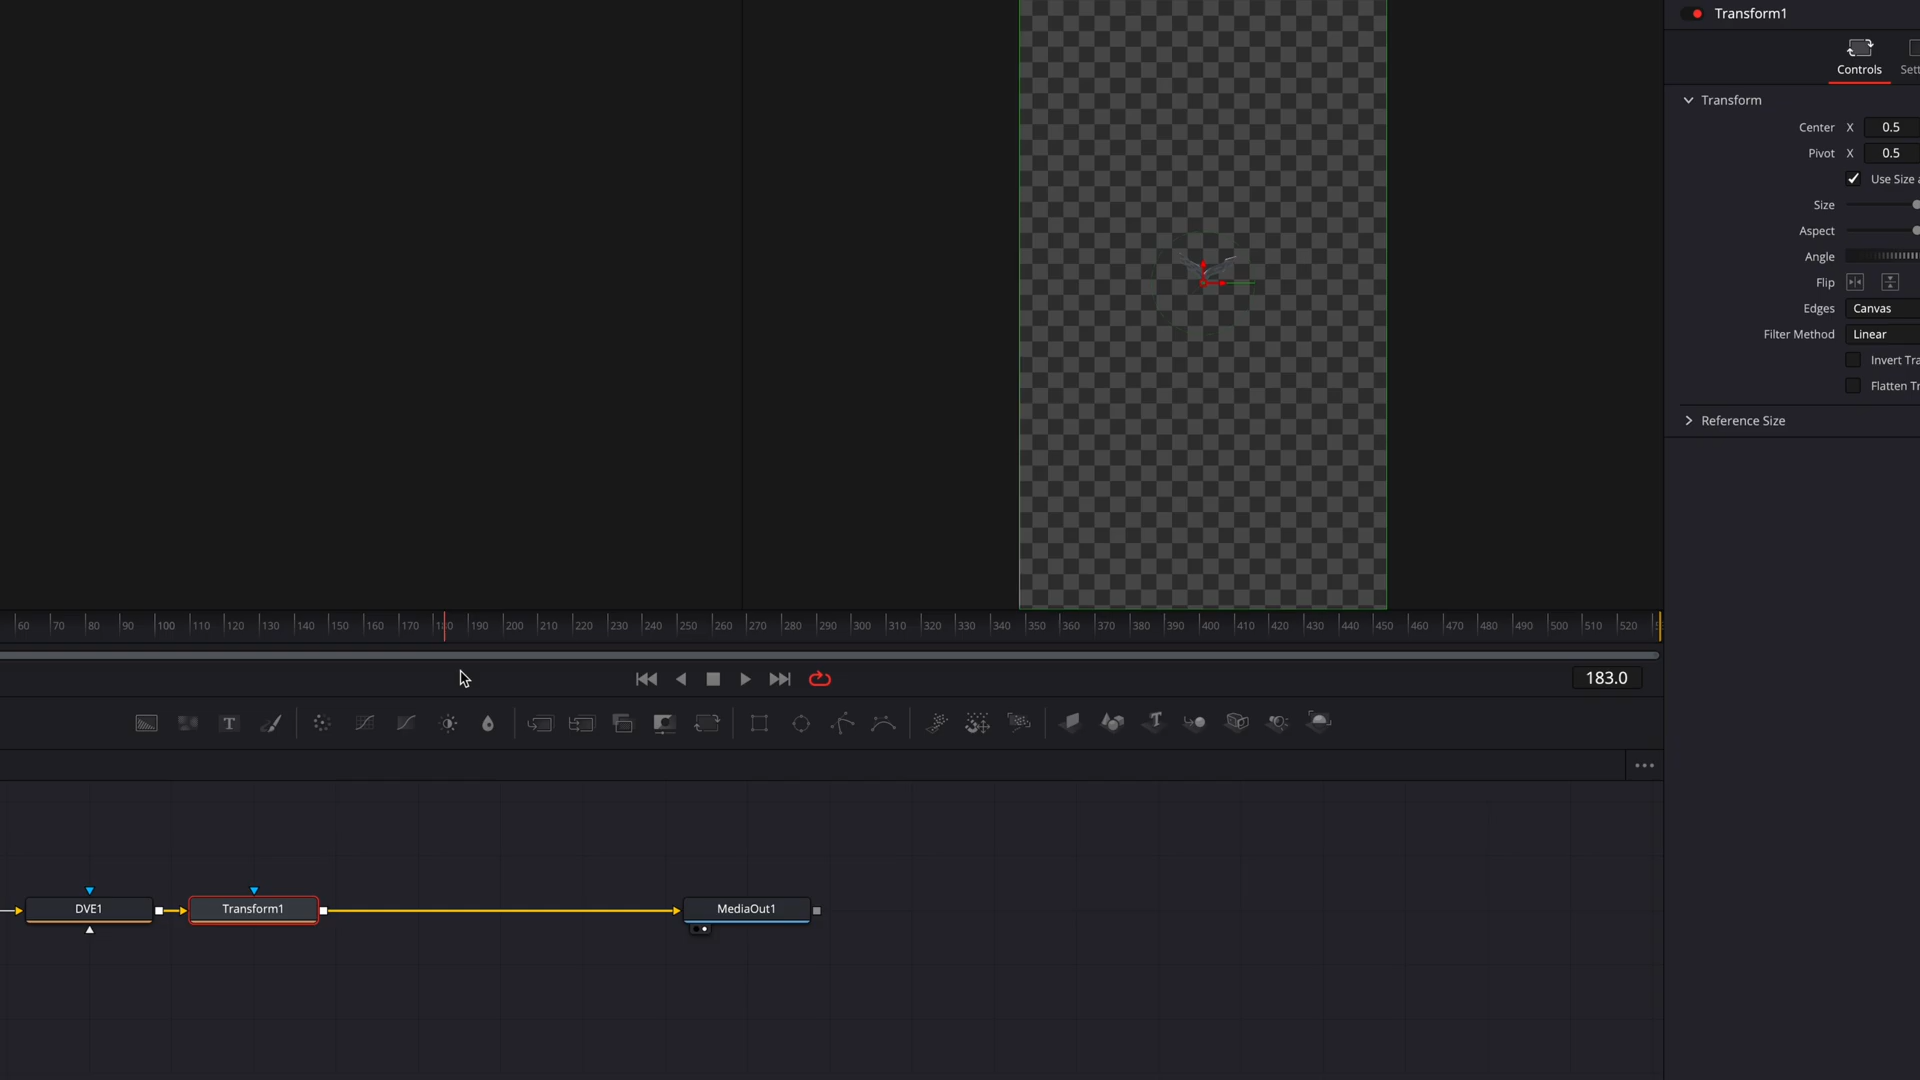 Transform1
Controls
Transform
Center X 0.5
Pivot X 0.5
Use Size
Size
Aspect
Angle
Flip
Edges Canvas
Filter Method Linear
Invert
Flatten
Reference Size
60 70 80 90 100 110 120 130 140 150 160 170 180 190 200 210 220 230 240 250 260 270 280 290 300 310 320 330 340 350 360 370 380 390 400 410 420 430 440 450 460 470 480 490 500 510 520
183.0
T T
DVE1 Transform1 MediaOut1